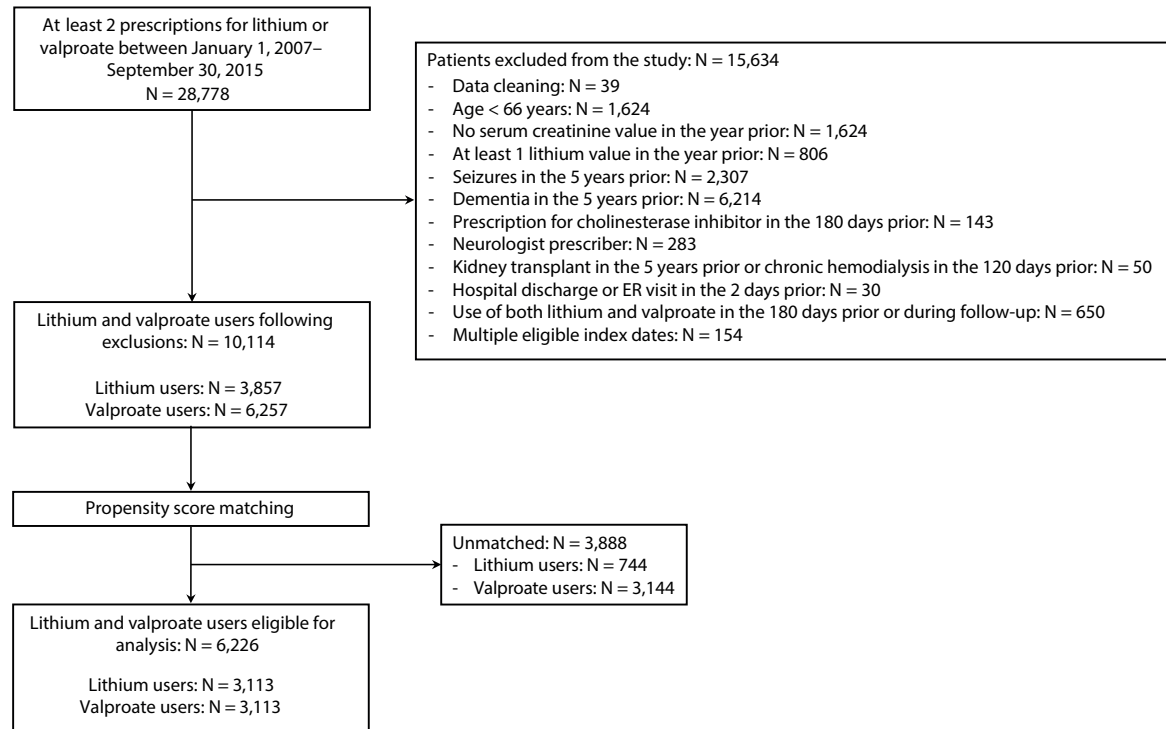 At least 2 prescriptions for lithium or
valproate between January 1, 2007–
September 30, 2015
N = 28,778
Patients excluded from the study: N = 15,634
- Data cleaning: N = 39
- Age < 66 years: N = 1,624
- No serum creatinine value in the year prior: N = 1,624
- At least 1 lithium value in the year prior: N = 806
- Seizures in the 5 years prior: N = 2,307
- Dementia in the 5 years prior: N = 6,214
- Prescription for cholinesterase inhibitor in the 180 days prior: N = 143
- Neurologist prescriber: N = 283
- Kidney transplant in the 5 years prior or chronic hemodialysis in the 120 days prior: N = 50
- Hospital discharge or ER visit in the 2 days prior: N = 30
- Use of both lithium and valproate in the 180 days prior or during follow-up: N = 650
- Multiple eligible index dates: N = 154
Lithium and valproate users following
exclusions: N = 10,114
Lithium users: N = 3,857
Valproate users: N = 6,257
Propensity score matching
Unmatched: N = 3,888
- Lithium users: N = 744
- Valproate users: N = 3,144
Lithium and valproate users eligible for
analysis: N = 6,226
Lithium users: N = 3,113
Valproate users: N = 3,113